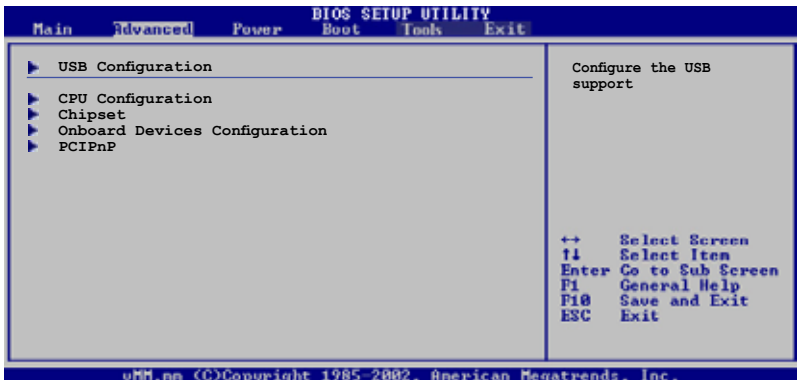 BIOS SETUP UTILITY
Main Advanced Power Boot Tools Exit
USB Configuration
CPU Configuration
Chipset
Onboard Devices Configuration
PCIPnP
Configure the USB
support
←→ Select Screen
↑↓ Select Item
Enter Go to Sub Screen
F1 General Help
F10 Save and Exit
ESC Exit
vMM.mm (C)Copyright 1985-2002, American Megatrends, Inc.